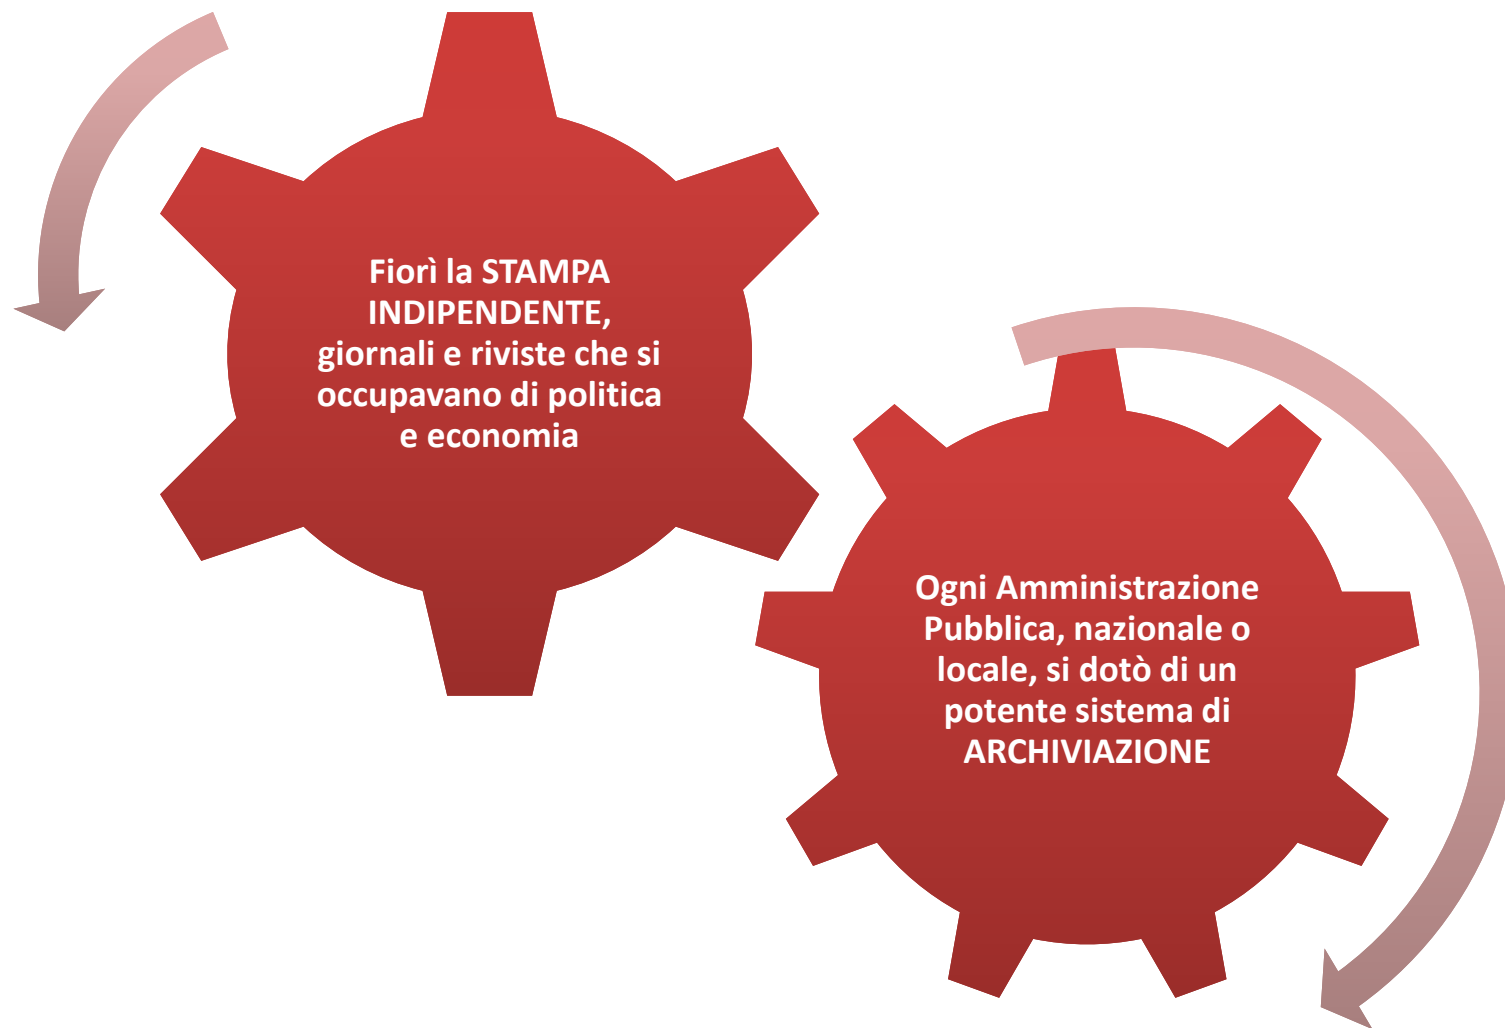 Fiorì la STAMPA
INDIPENDENTE,
giornali e riviste che si
occupavano di politica
e economia
Ogni Amministrazione
Pubblica, nazionale o
locale, si dotò di un
potente sistema di
ARCHIVIAZIONE